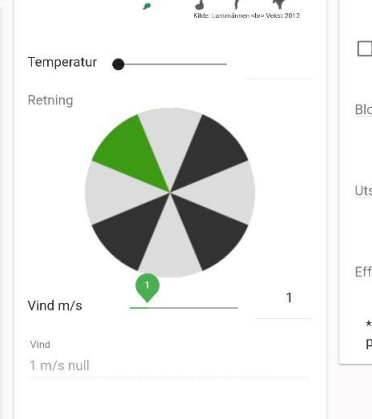 Kilde: Lantmännen <br> Vekst 2012
Temperatur
Retning
Blo
Uts
1
Vind m/s
1
Eff
Vind
1 m/s null
*
p